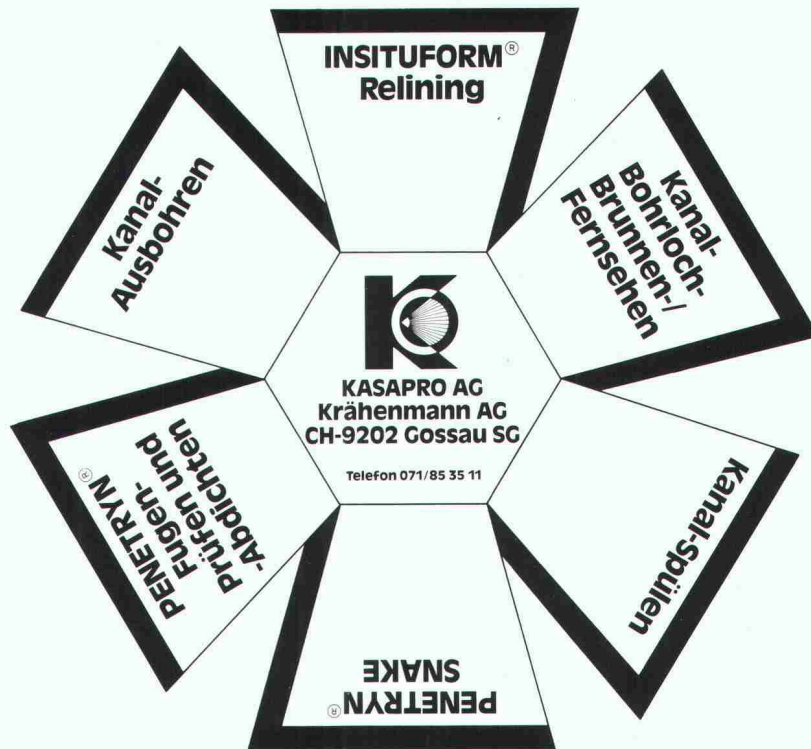 INSITUFORM®
Relining
Kanal-
Bohrloch-
Brunnen-/
Fernsehen
Kanal-Spülen
PENETRYN®
SNAKE
PENETRYN®
Fugen-
Prüfen und
-Abdichten
Kanal-
Ausbohren
K
KASAPRO AG
Krähenmann AG
CH-9202 Gossau SG
Telefon 071/85 35 11